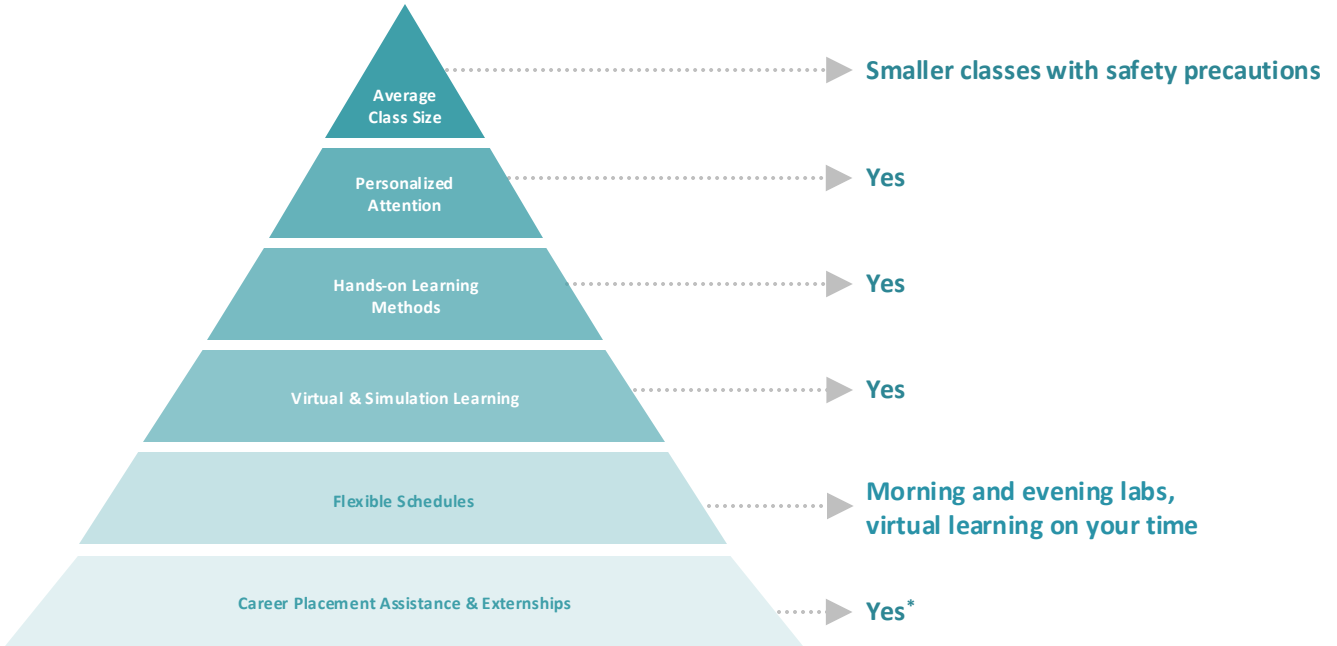 Average
Class Size
Smaller classes with safety precautions
Personalized
Attention
Yes
Hands-on Learning
Methods
Yes
Virtual & Simulation Learning
Yes
Flexible Schedules
Morning and evening labs,
virtual learning on your time
Career Placement Assistance & Externships
Yes*